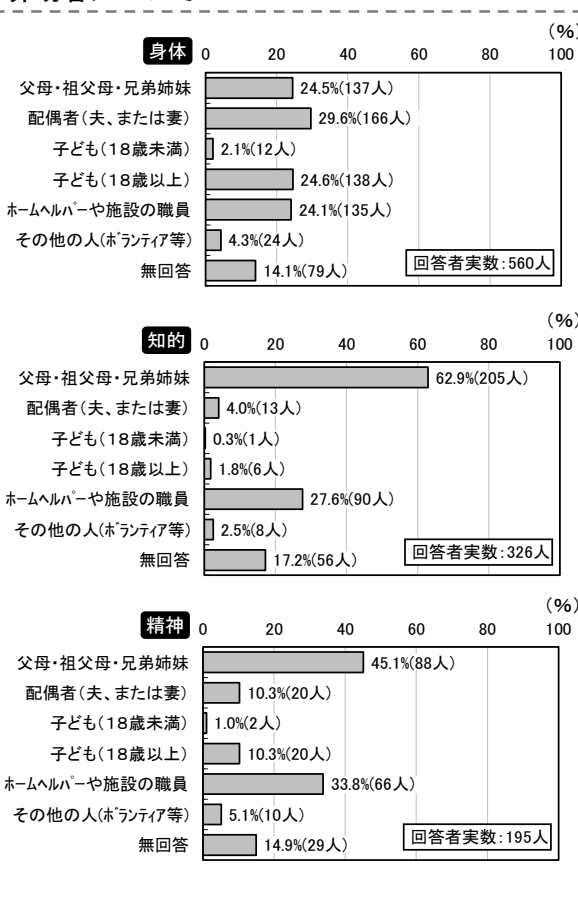 (%)
身体 0 20 40 60 80 100
父母・祖父母・兄弟姉妹 24.5%(137人)
配偶者(夫、または妻) 29.6%(166人)
子ども(18歳未満) 2.1%(12人)
子ども(18歳以上) 24.6%(138人)
ホームヘルパーや施設の職員 24.1%(135人)
その他の人(ボランティア等) 4.3%(24人)
無回答 14.1%(79人)
回答者実数:560人
(%)
知的 0 20 40 60 80 100
父母・祖父母・兄弟姉妹 62.9%(205人)
配偶者(夫、または妻) 4.0%(13人)
子ども(18歳未満) 0.3%(1人)
子ども(18歳以上) 1.8%(6人)
ホームヘルパーや施設の職員 27.6%(90人)
その他の人(ボランティア等) 2.5%(8人)
無回答 17.2%(56人)
回答者実数:326人
(%)
精神 0 20 40 60 80 100
父母・祖父母・兄弟姉妹 45.1%(88人)
配偶者(夫、または妻) 10.3%(20人)
子ども(18歳未満) 1.0%(2人)
子ども(18歳以上) 10.3%(20人)
ホームヘルパーや施設の職員 33.8%(66人)
その他の人(ボランティア等) 5.1%(10人)
無回答 14.9%(29人)
回答者実数:195人